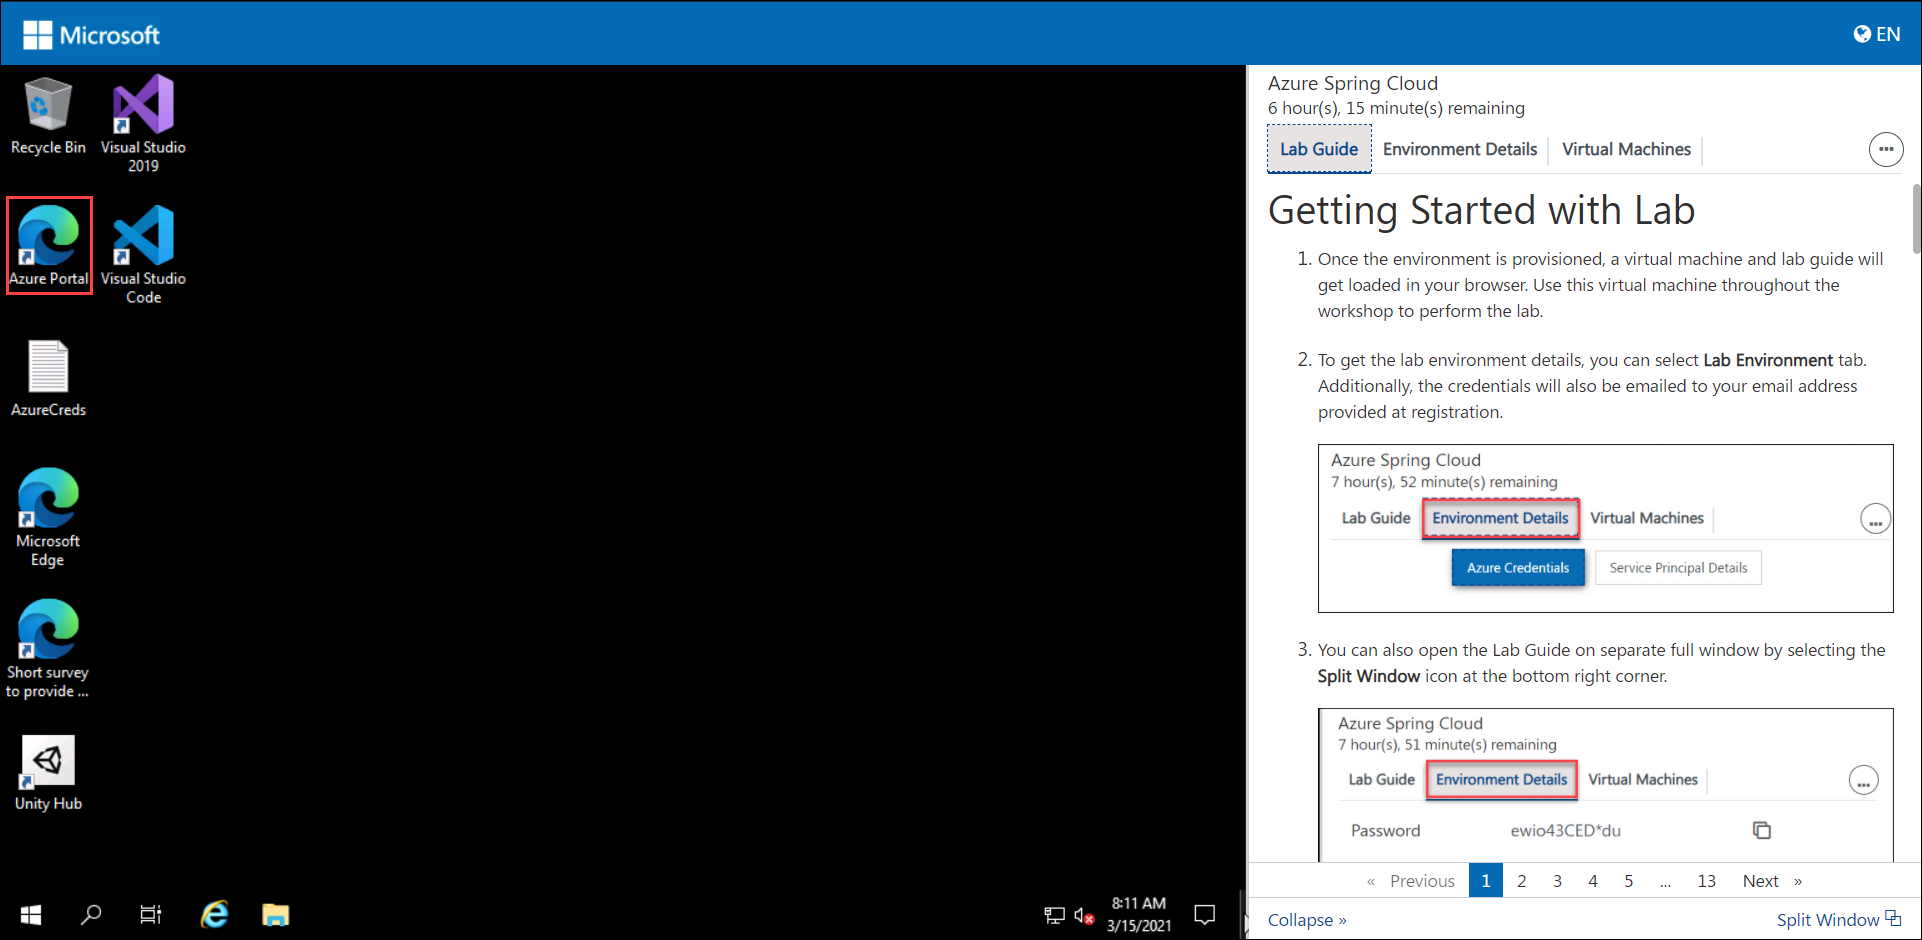 Microsoft
EN
Recycle Bin
Visual Studio
2019
Azure Portal
Visual Studio
Code
AzureCreds
Microsoft
Edge
Short survey
to provide ...
Unity Hub
8:11 AM
3/15/2021
Azure Spring Cloud
6 hour(s), 15 minute(s) remaining
Lab Guide
Environment Details
Virtual Machines
Getting Started with Lab
1. Once the environment is provisioned, a virtual machine and lab guide will
get loaded in your browser. Use this virtual machine throughout the
workshop to perform the lab.
2. To get the lab environment details, you can select Lab Environment tab.
Additionally, the credentials will also be emailed to your email address
provided at registration.
Azure Spring Cloud
7 hour(s), 52 minute(s) remaining
Lab Guide
Environment Details
Virtual Machines
Azure Credentials
Service Principal Details
3. You can also open the Lab Guide on separate full window by selecting the
Split Window icon at the bottom right corner.
Azure Spring Cloud
7 hour(s), 51 minute(s) remaining
Lab Guide
Environment Details
Virtual Machines
Password
ewio43CED*du
« Previous 1 2 3 4 5 ... 13 Next »
Collapse »
Split Window